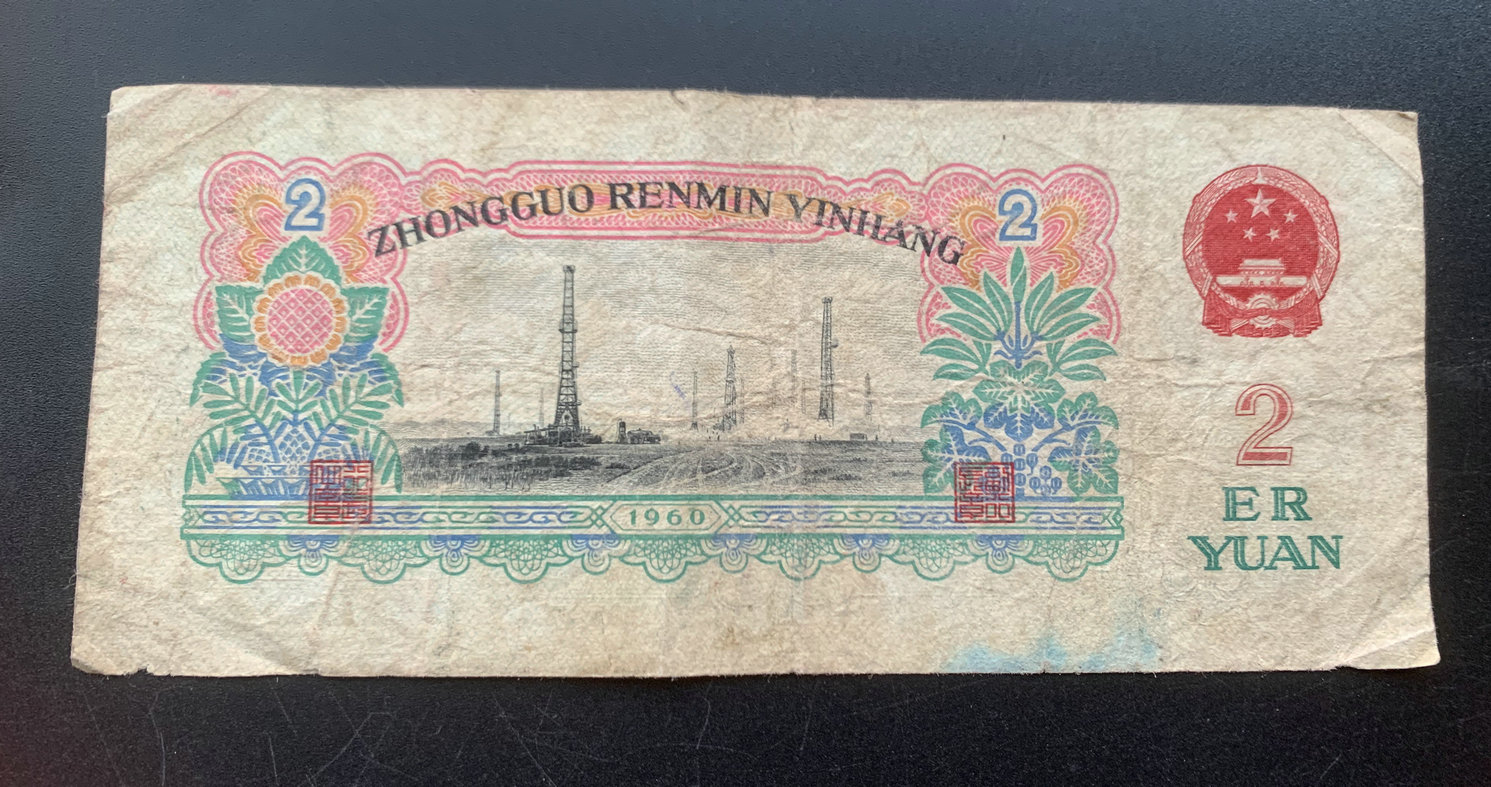 2
ZHONGGUO RENMIN YINHANG
2
1960
2
ER
YUAN